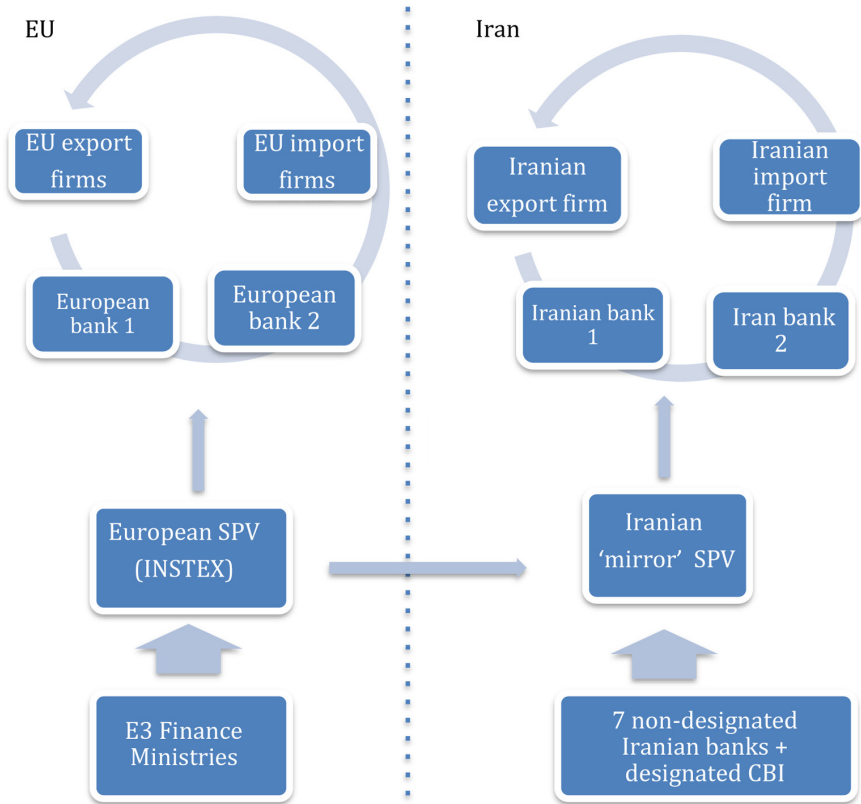 EU
EU export
firms
EU import
firms
European
bank 1
European
bank 2
European SPV
(INSTEX)
E3 Finance
Ministries
Iran
Iranian
export firm
Iranian
import
firm
Iranian bank
1
Iran bank
2
Iranian
‘mirror’ SPV
7 non-designated
Iranian banks +
designated CBI